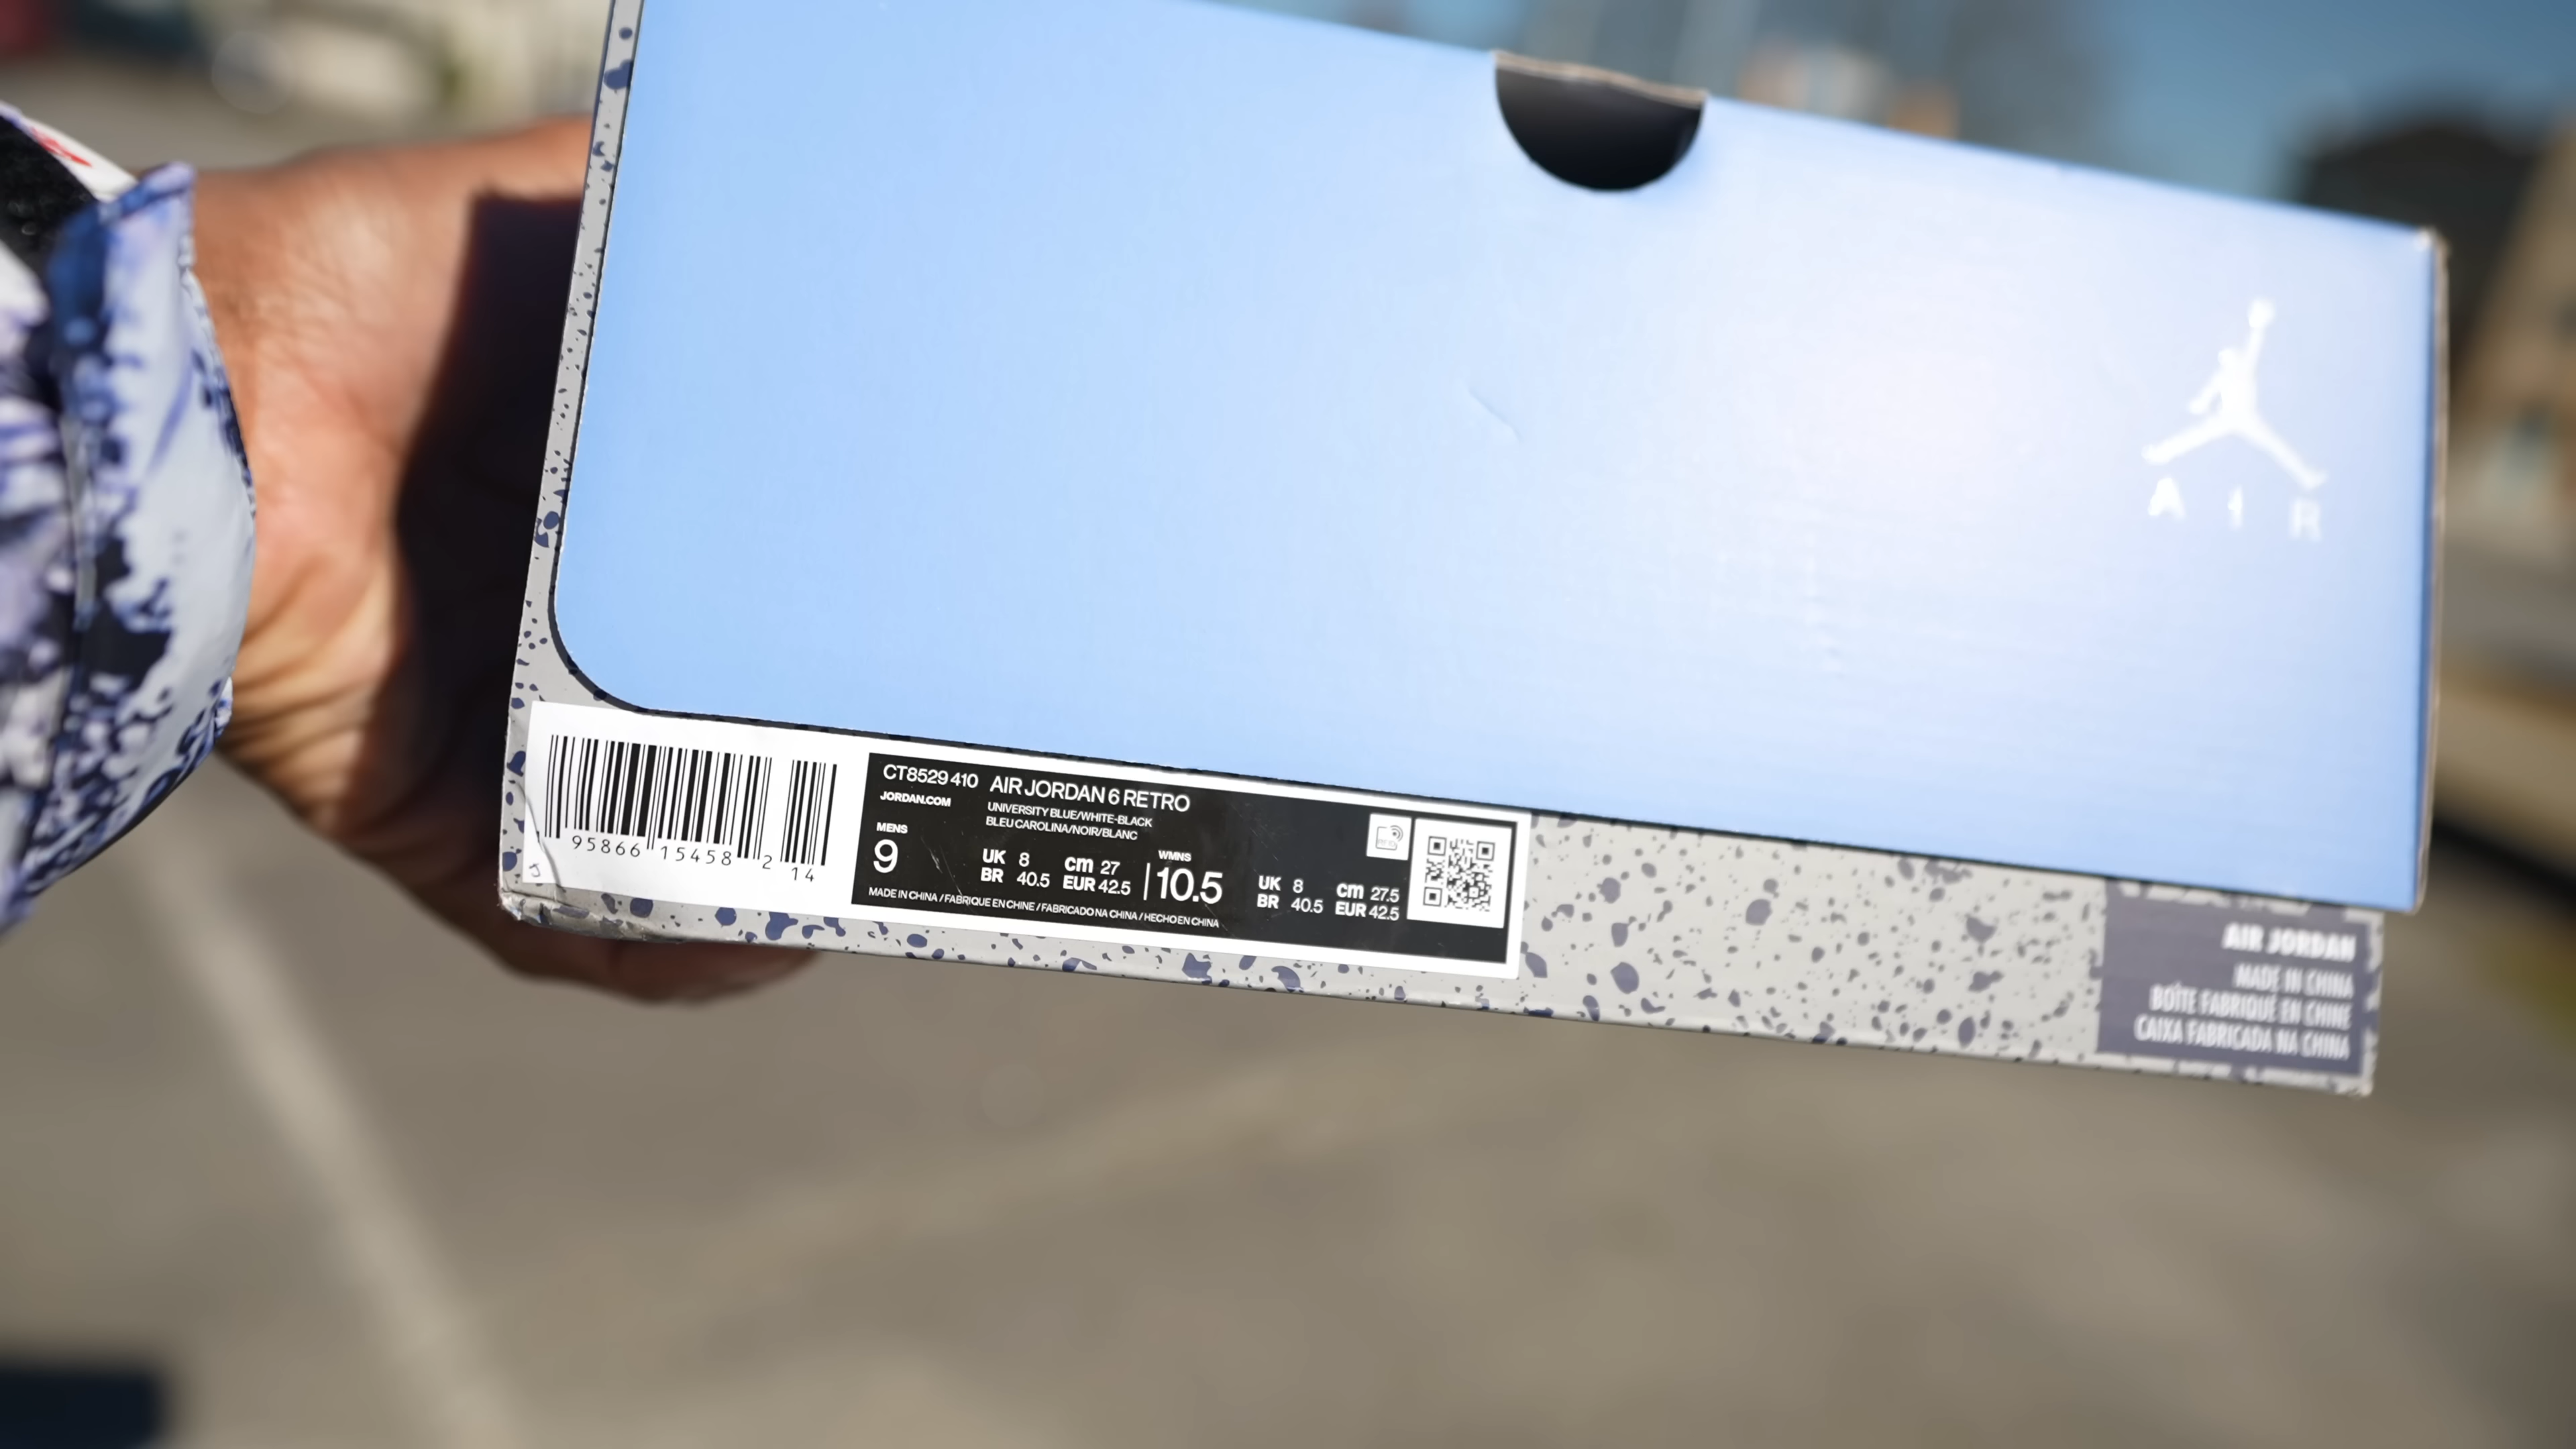 A I R
CT8529 410 AIR JORDAN 6 RETRO
JORDAN.COM
UNIVERSITY BLUE/WHITE-BLACK
BLEU CAROLINA/NOIR/BLANC
MENS
9
UK 8 cm 27
BR 40.5 EUR 42.5
WMNS
10.5
UK 8 cm 27.5
BR 40.5 EUR 42.5
MADE IN CHINA / FABRIQUE EN CHINE / FABRICADO NA CHINA / HECHO EN CHINA
1 95866 15458 2 14
AIR JORDAN
MADE IN CHINA
BOÎTE FABRIQUÉ EN CHINE
CAIXA FABRICADA NA CHINA